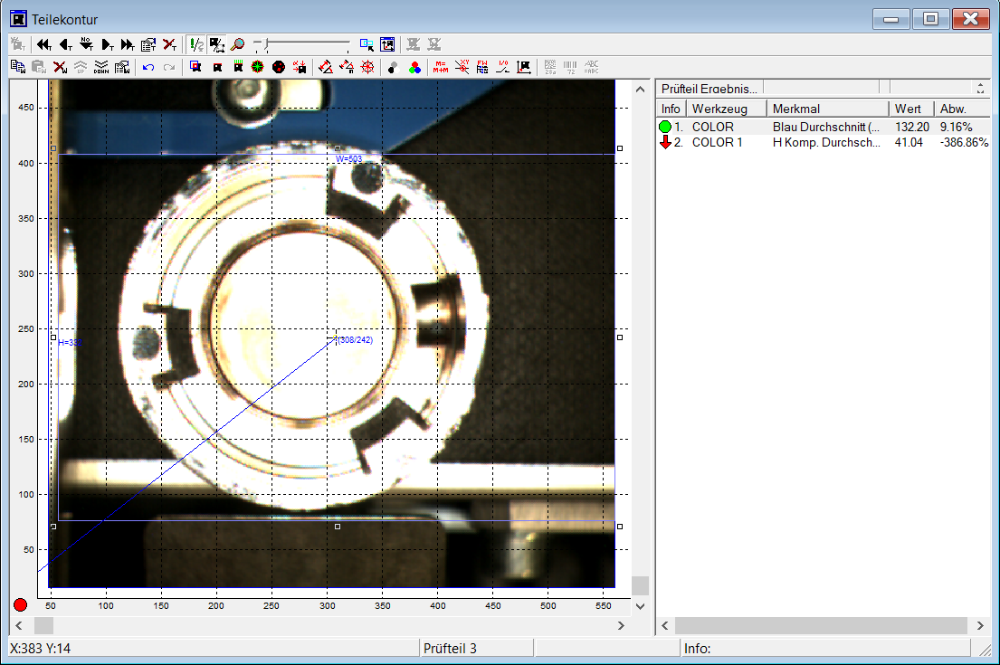 Teilekontur
450
400
350
300
250
200
150
100
50
W=503
(308/242)
50 100 150 200 250 300 350 400 450 500 550
Prüfteil Ergebnis...
Info Werkzeug Merkmal Wert Abw.
1. COLOR Blau Durchschnitt (... 132.20 9.16%
2. COLOR 1 H Komp. Durchsch... 41.04 -386.86%
X:383 Y:14 Prüfteil 3 Info: